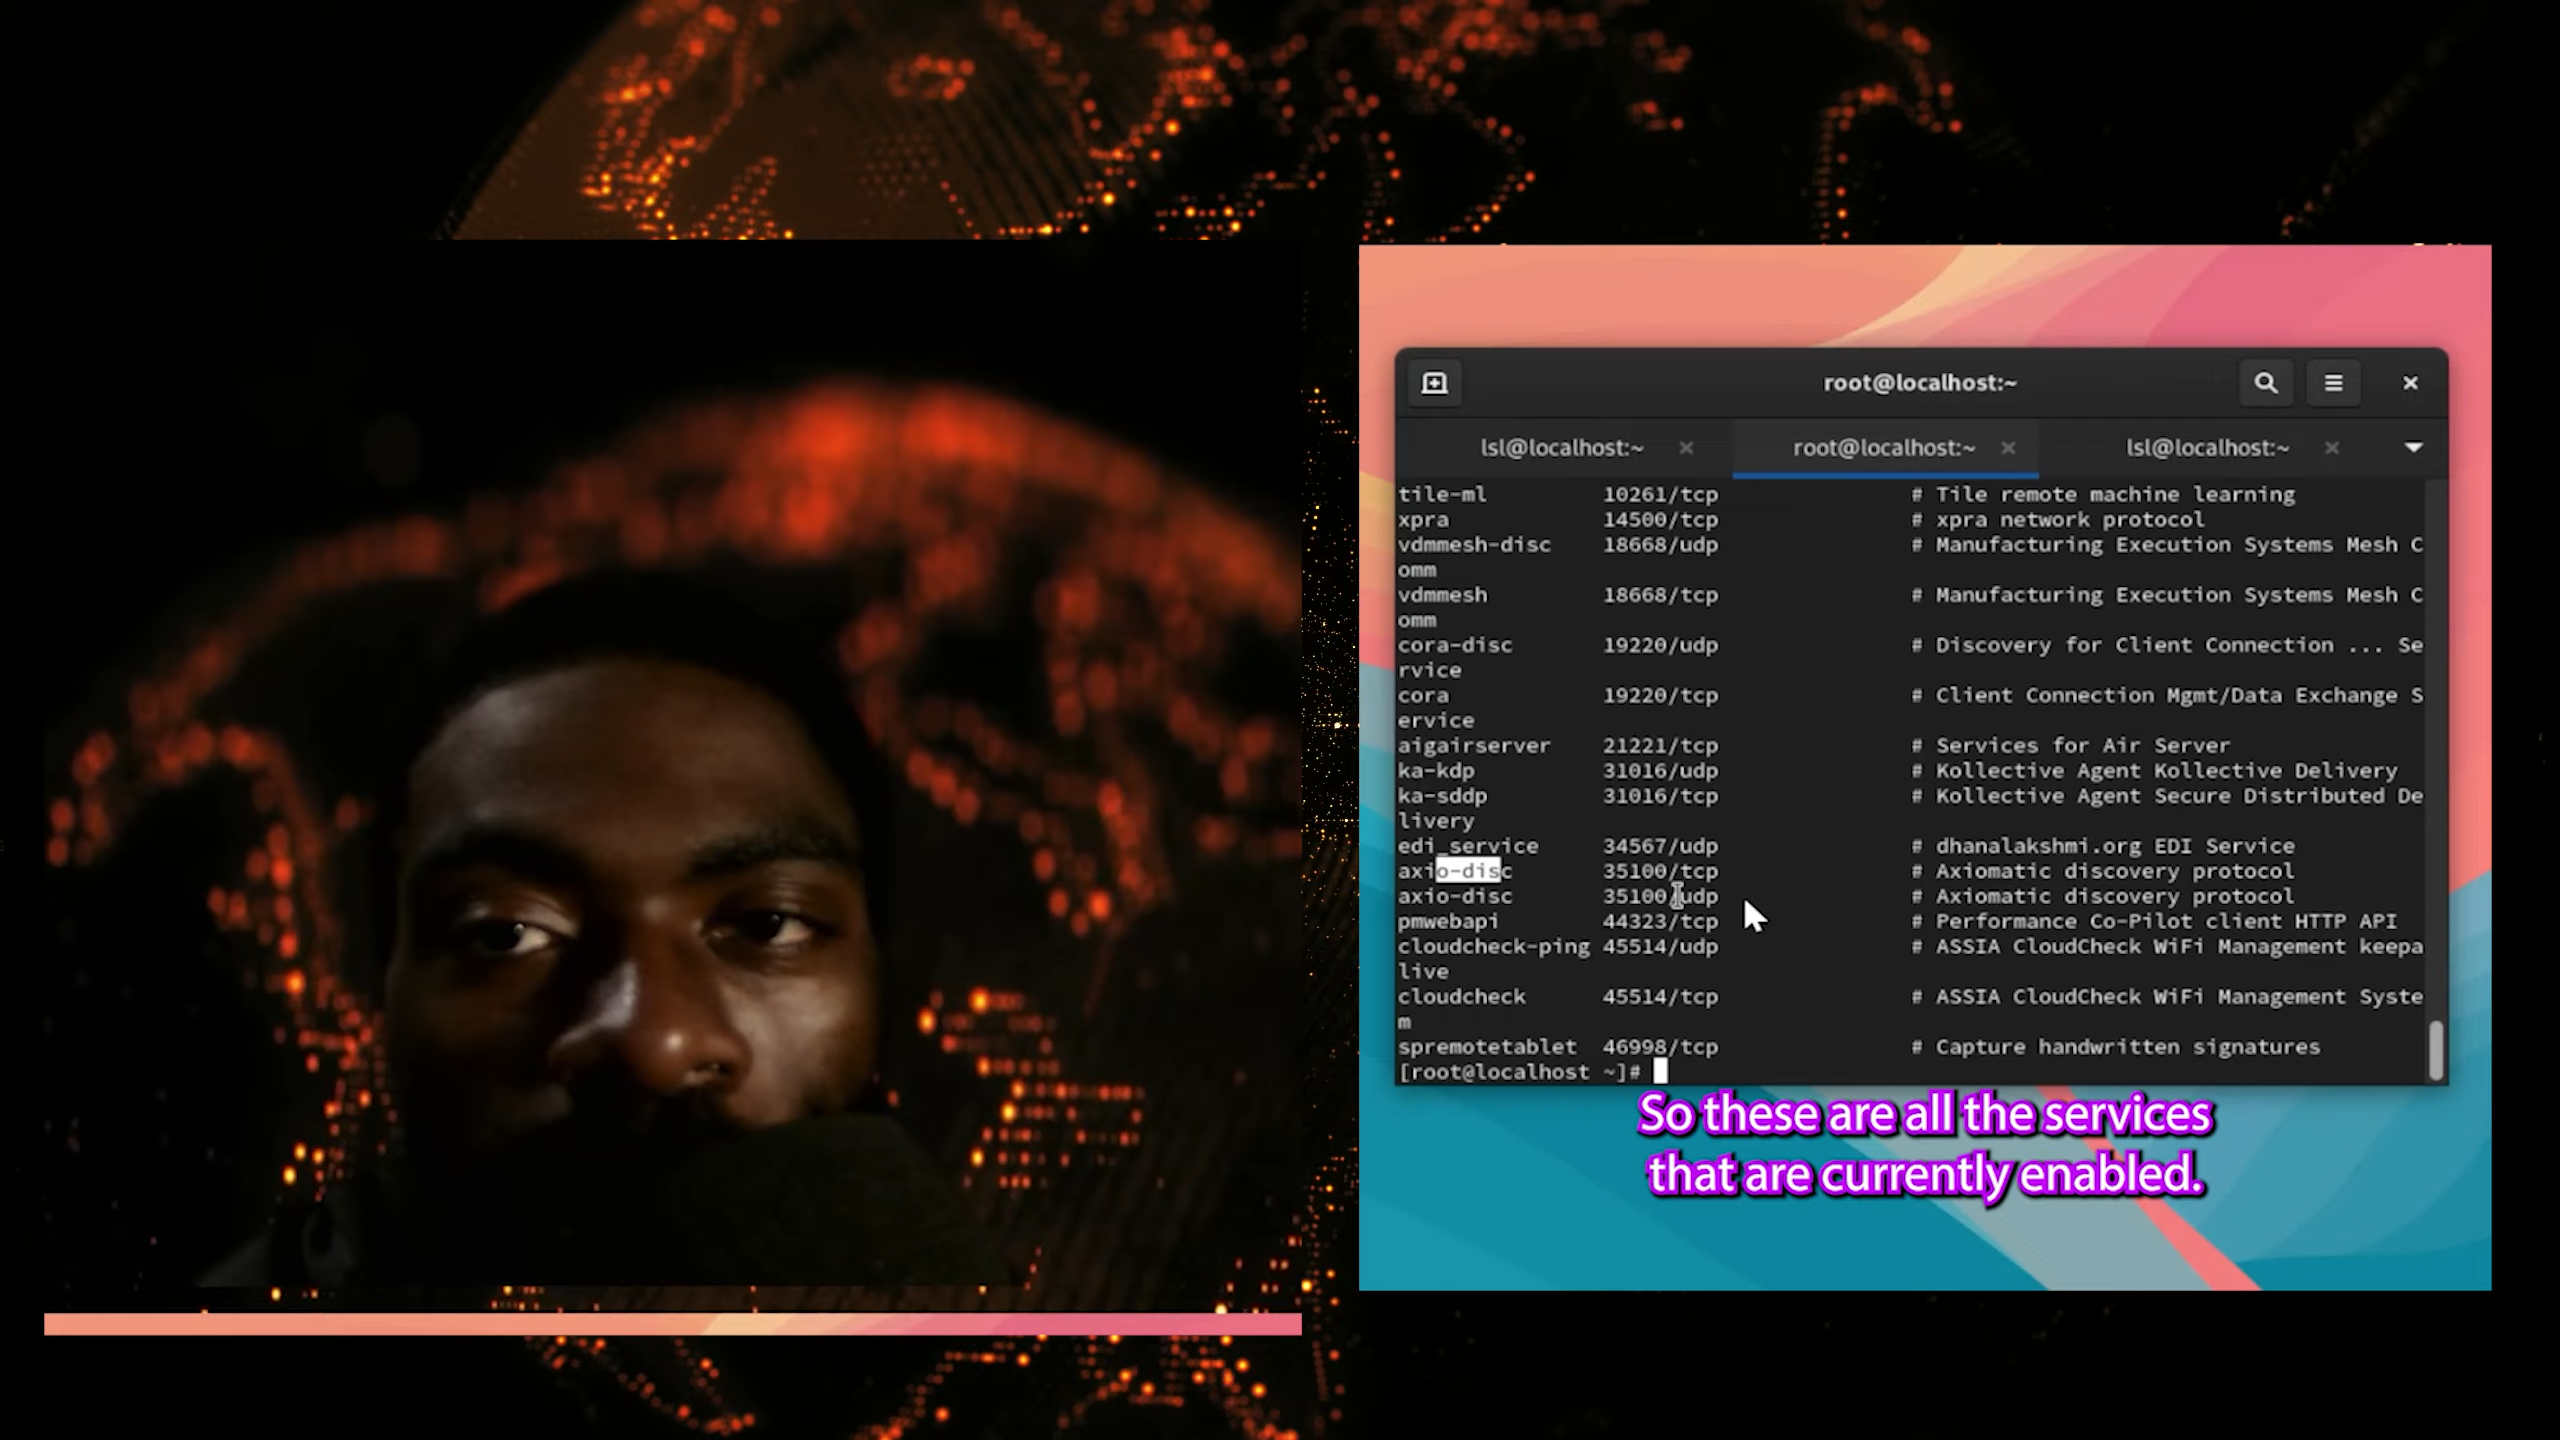 root@localhost:~
lsl@localhost:~ root@localhost:~ lsl@localhost:~
tile-ml 10261/tcp # Tile remote machine learning
xpra 14500/tcp # xpra network protocol
vdmmesh-disc 18668/udp # Manufacturing Execution Systems Mesh C
omm
vdmmesh 18668/tcp # Manufacturing Execution Systems Mesh C
omm
cora-disc 19220/udp # Discovery for Client Connection ... Se
rvice
cora 19220/tcp # Client Connection Mgmt/Data Exchange S
ervice
aigairserver 21221/tcp # Services for Air Server
ka-kdp 31016/udp # Kollective Agent Kollective Delivery
ka-sddp 31016/tcp # Kollective Agent Secure Distributed De
livery
edi_service 34567/udp # dhanalakshmi.org EDI Service
axio-disc 35100/tcp # Axiomatic discovery protocol
axio-disc 35100/udp # Axiomatic discovery protocol
pmwebapi 44323/tcp # Performance Co-Pilot client HTTP API
cloudcheck-ping 45514/udp # ASSIA CloudCheck WiFi Management keepa
live
cloudcheck 45514/tcp # ASSIA CloudCheck WiFi Management Syste
m
spremotetablet 46998/tcp # Capture handwritten signatures
[root@localhost ~]#
So these are all the services
that are currently enabled.